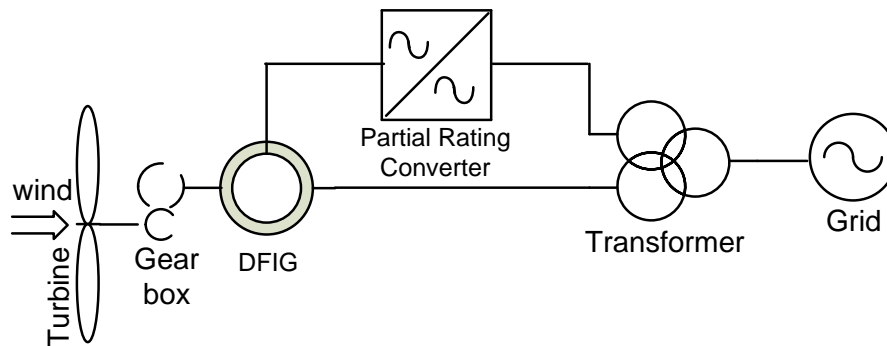 Partial Rating
Converter
wind
Turbine
Gear
box
DFIG
Transformer
Grid